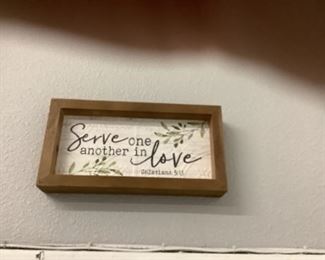 Serve one
another in love
Galatians 5:13